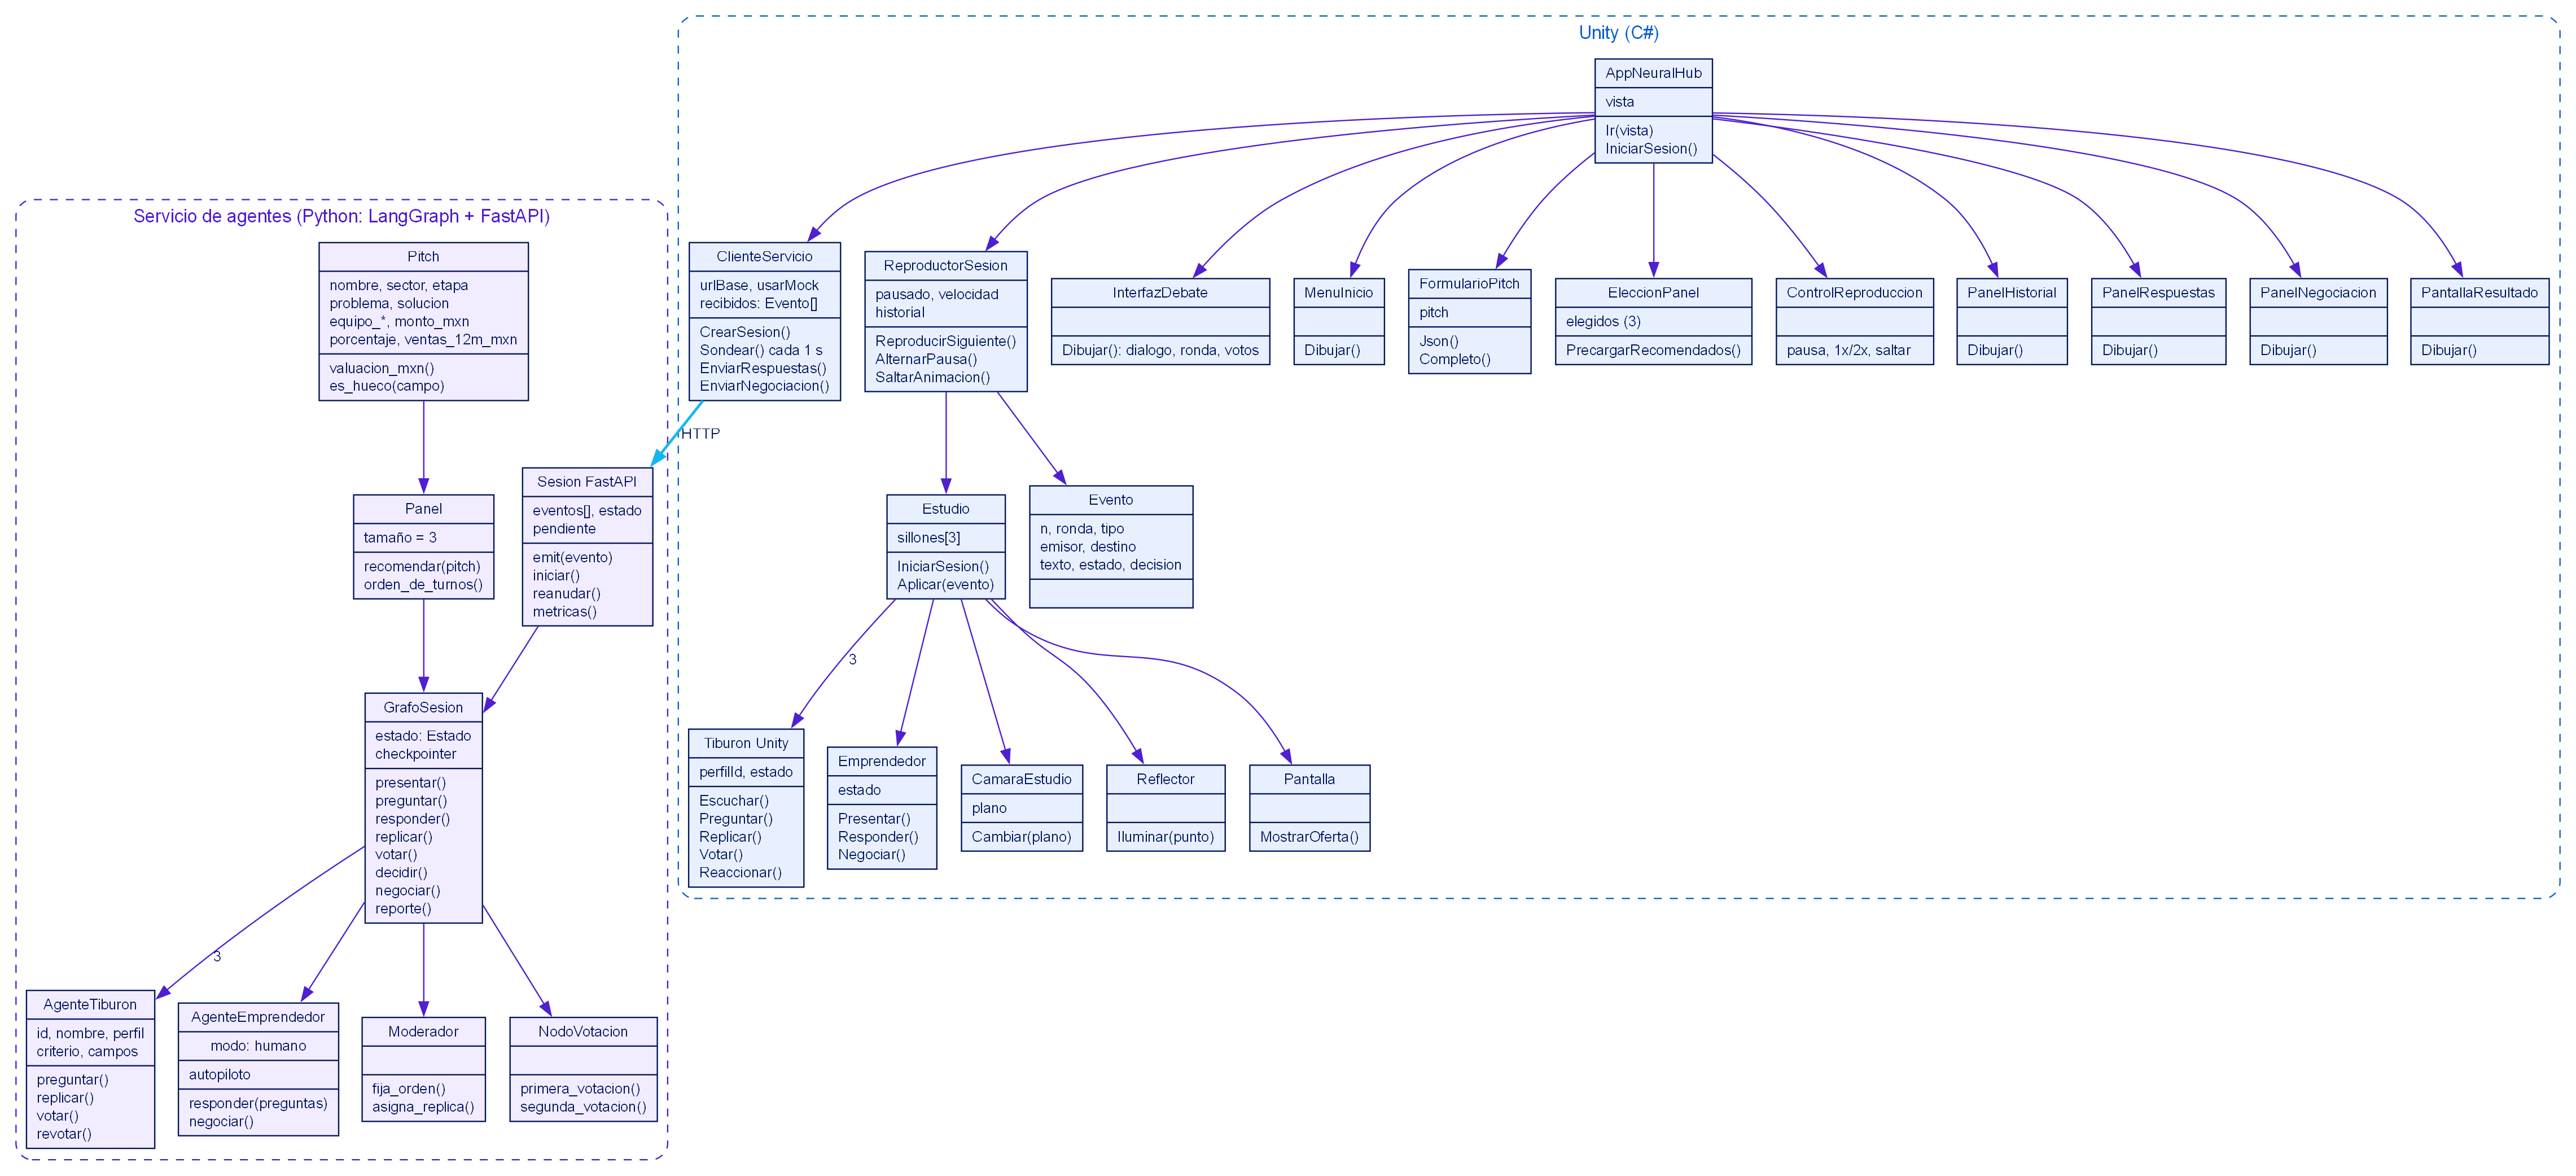 Unity (C#)
AppNeuralHub
vista
Ir(vista)
IniciarSesion()
Servicio de agentes (Python: LangGraph + FastAPI)
Pitch
nombre, sector, etapa
problema, solucion
equipo_*, monto_mxn
porcentaje, ventas_12m_mxn
valuacion_mxn()
es_hueco(campo)
ClienteServicio
urlBase, usarMock
recibidos: Evento[]
CrearSesion()
Sondear() cada 1 s
EnviarRespuestas()
EnviarNegociacion()
ReproductorSesion
pausado, velocidad
historial
ReproducirSiguiente()
AlternarPausa()
SaltarAnimacion()
InterfazDebate
Dibujar(): dialogo, ronda, votos
MenuInicio
Dibujar()
FormularioPitch
pitch
Json()
Completo()
EleccionPanel
elegidos (3)
PrecargarRecomendados()
ControlReproduccion
pausa, 1x/2x, saltar
PanelHistorial
Dibujar()
PanelRespuestas
Dibujar()
PanelNegociacion
Dibujar()
PantallaResultado
Dibujar()
HTTP
Panel
tamaño = 3
recomendar(pitch)
orden_de_turnos()
Sesion FastAPI
eventos[], estado
pendiente
emit(evento)
iniciar()
reanudar()
metricas()
Estudio
sillones[3]
IniciarSesion()
Aplicar(evento)
Evento
n, ronda, tipo
emisor, destino
texto, estado, decision
3
GrafoSesion
estado: Estado
checkpointer
presentar()
preguntar()
responder()
replicar()
votar()
decidir()
negociar()
reporte()
Tiburon Unity
perfilId, estado
Escuchar()
Preguntar()
Replicar()
Votar()
Reaccionar()
Emprendedor
estado
Presentar()
Responder()
Negociar()
CamaraEstudio
plano
Cambiar(plano)
Reflector
Iluminar(punto)
Pantalla
MostrarOferta()
3
AgenteTiburon
id, nombre, perfil
criterio, campos
preguntar()
replicar()
votar()
revotar()
AgenteEmprendedor
modo: humano
autopiloto
responder(preguntas)
negociar()
Moderador
fija_orden()
asigna_replica()
NodoVotacion
primera_votacion()
segunda_votacion()